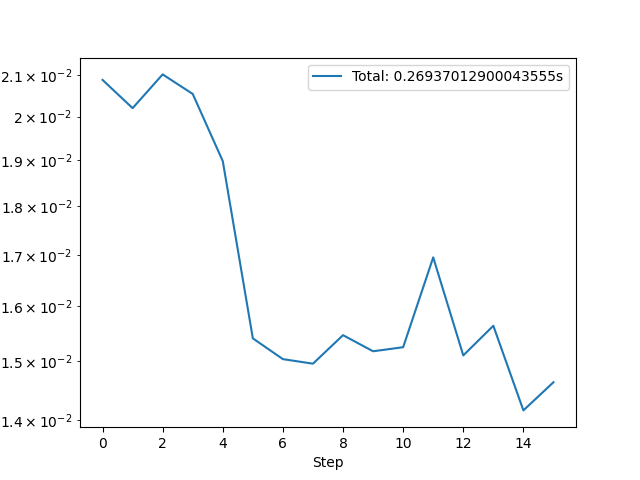 Total: 0.26937012900043555s
2.1 × 10⁻²
2 × 10⁻²
1.9 × 10⁻²
1.8 × 10⁻²
1.7 × 10⁻²
1.6 × 10⁻²
1.5 × 10⁻²
1.4 × 10⁻²
0 2 4 6 8 10 12 14
Step